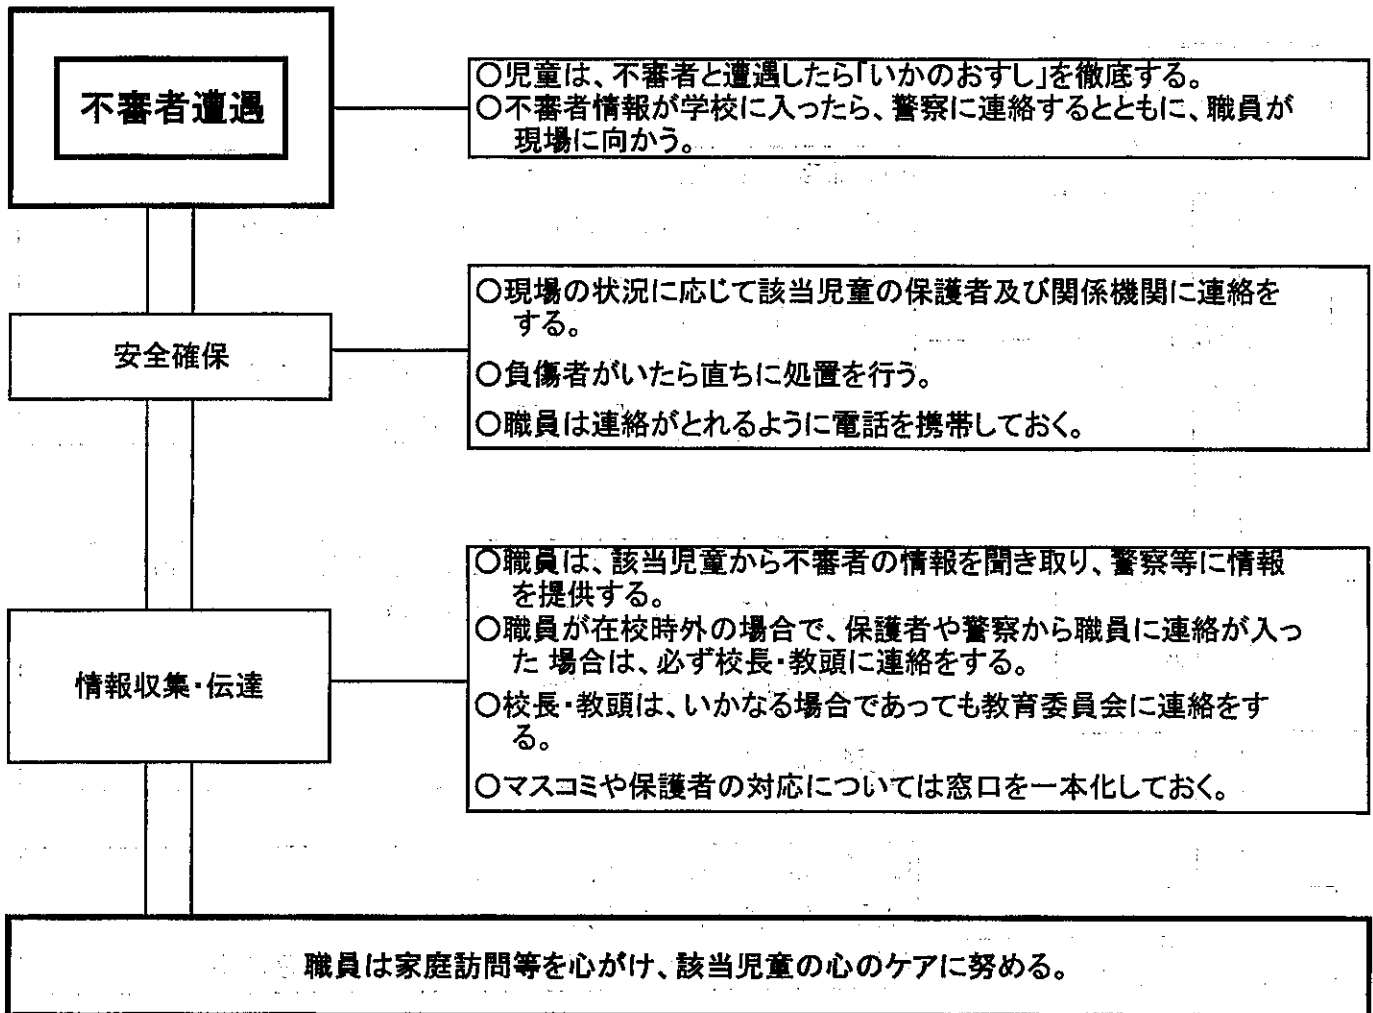 不審者遭遇
〇児童は、不審者と遭遇したら「いかのおすし」を徹底する。
〇不審者情報が学校に入ったら、警察に連絡するとともに、職員が
現場に向かう。
安全確保
〇現場の状況に応じて該当児童の保護者及び関係機関に連絡を
する。
〇負傷者がいたら直ちに処置を行う。
〇職員は連絡がとれるように電話を携帯しておく。
情報収集・伝達
〇職員は、該当児童から不審者の情報を聞き取り、警察等に情報
を提供する。
〇職員が在校時外の場合で、保護者や警察から職員に連絡が入っ
た 場合は、必ず校長・教頭に連絡をする。
〇校長・教頭は、いかなる場合であっても教育委員会に連絡をす
る。
〇マスコミや保護者の対応については窓口を一本化しておく。
職員は家庭訪問等を心がけ、該当児童の心のケアに努める。